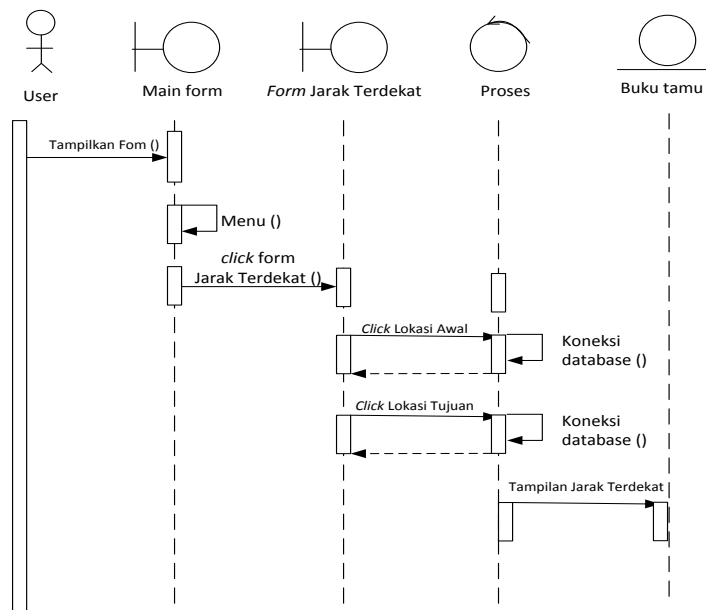 User
Main form
Form Jarak Terdekat
Proses
Buku tamu
Tampilkan Fom ()
Menu ()
click form
Jarak Terdekat ()
Click Lokasi Awal
Koneksi
database ()
Click Lokasi Tujuan
Koneksi
database ()
Tampilan Jarak Terdekat